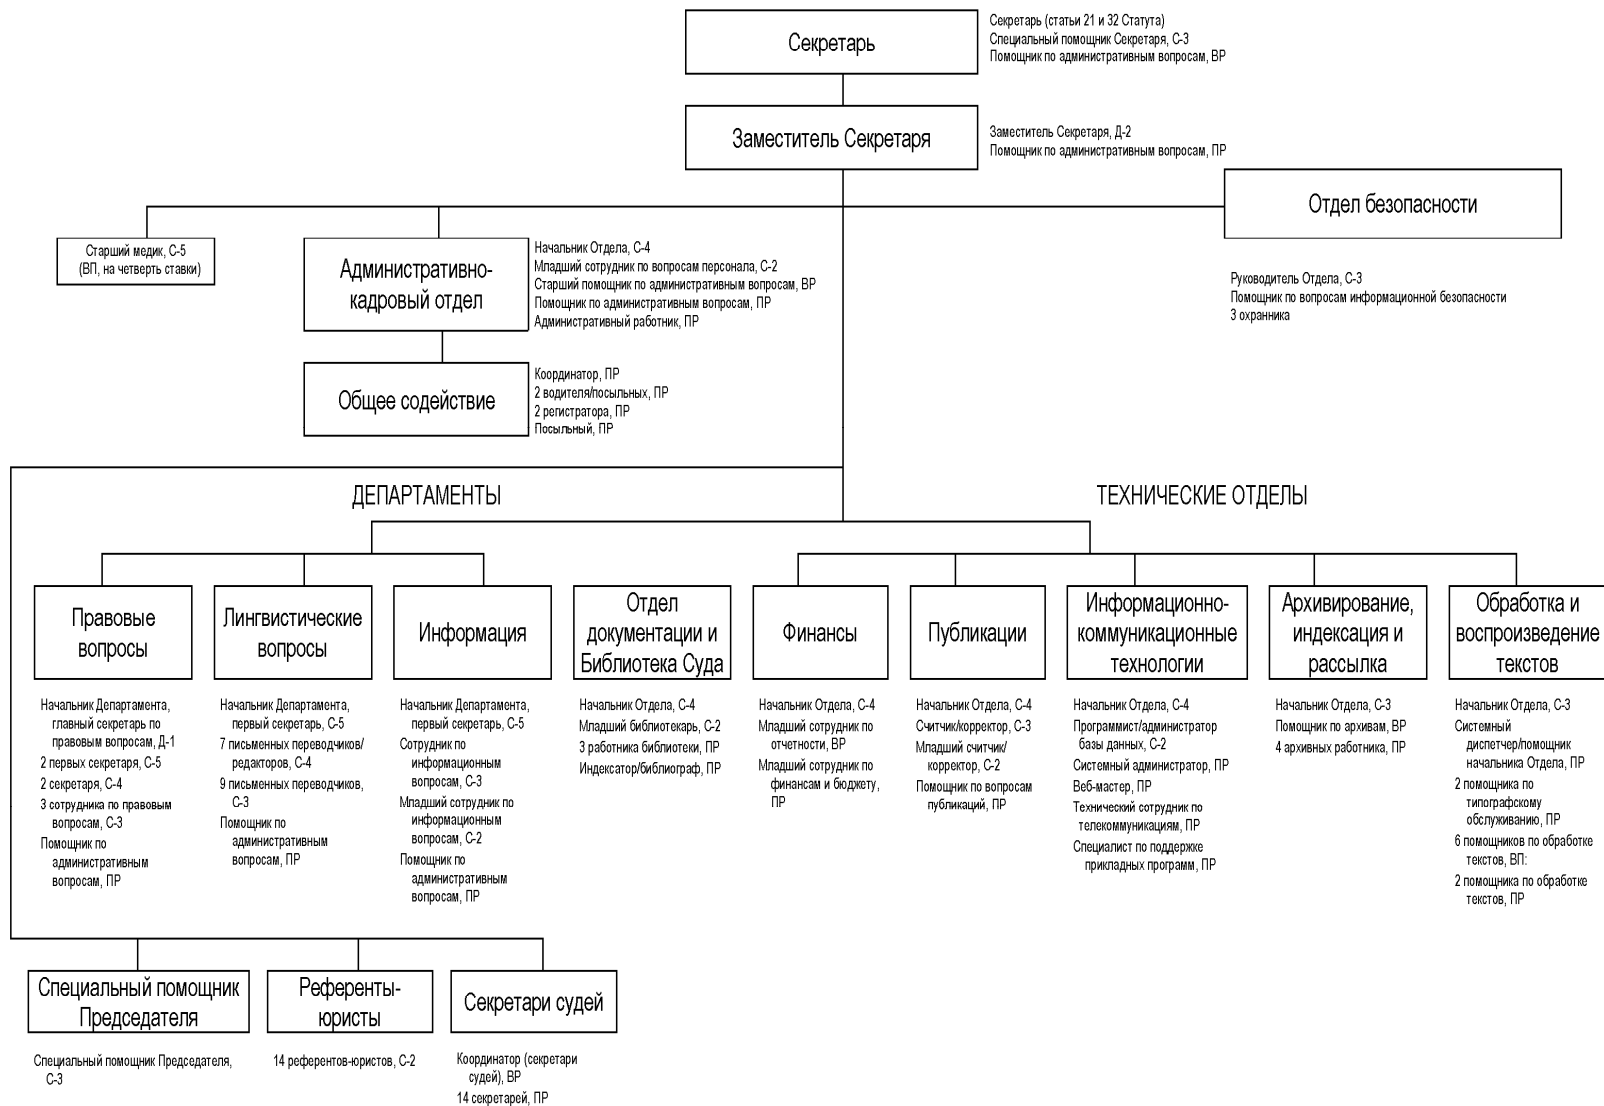 Секретарь
Секретарь (статьи 21 и 32 Статута)
Специальный помощник Секретаря, С-3
Помощник по административным вопросам, ВР
Заместитель Секретаря
Заместитель Секретаря, Д-2
Помощник по административным вопросам, ПР
Отдел безопасности
Руководитель Отдела, С-3
Помощник по вопросам информационной безопасности
3 охранника
Старший медик, С-5
(ВП, на четверть ставки)
Административно-
кадровый отдел
Начальник Отдела, С-4
Младший сотрудник по вопросам персонала, С-2
Старший помощник по административным вопросам, ВР
Помощник по административным вопросам, ПР
Административный работник, ПР
Общее содействие
Координатор, ПР
2 водителя/посыльных, ПР
2 регистратора, ПР
Посыльный, ПР
ДЕПАРТАМЕНТЫ
ТЕХНИЧЕСКИЕ ОТДЕЛЫ
Правовые
вопросы
Начальник Департамента,
главный секретарь по
правовым вопросам, Д-1
2 первых секретаря, С-5
2 секретаря, С-4
3 сотрудника по правовым
вопросам, С-3
Помощник по
административным
вопросам, ПР
Лингвистические
вопросы
Начальник Департамента,
первый секретарь, С-5
7 письменных переводчиков/
редакторов, С-4
9 письменных переводчиков,
С-3
Помощник по
административным
вопросам, ПР
Информация
Начальник Департамента,
первый секретарь, С-5
Сотрудник по
информационным
вопросам, С-3
Младший сотрудник по
информационным
вопросам, С-2
Помощник по
административным
вопросам, ПР
Отдел
документации и
Библиотека Суда
Начальник Отдела, С-4
Младший библиотекарь, С-2
3 работника библиотеки, ПР
Индексатор/библиограф, ПР
Финансы
Начальник Отдела, С-4
Младший сотрудник по
отчетности, ВР
Младший сотрудник по
финансам и бюджету,
ПР
Публикации
Начальник Отдела, С-4
Считчик/корректор, С-3
Младший считчик/
корректор, С-2
Помощник по вопросам
публикаций, ПР
Информационно-
коммуникационные
технологии
Начальник Отдела, С-4
Программист/администратор
базы данных, С-2
Системный администратор, ПР
Веб-мастер, ПР
Технический сотрудник по
телекоммуникациям, ПР
Специалист по поддержке
прикладных программ, ПР
Архивирование,
индексация и
рассылка
Начальник Отдела, С-3
Помощник по архивам, ВР
4 архивных работника, ПР
Обработка и
воспроизведение
текстов
Начальник Отдела, С-3
Системный
диспетчер/помощник
начальника Отдела, ПР
2 помощника по
типографскому
обслуживанию, ПР
6 помощников по обработке
текстов, ВП:
2 помощника по обработке
текстов, ПР
Специальный помощник
Председателя
Специальный помощник Председателя,
С-3
Референты-
юристы
14 референтов-юристов, С-2
Секретари судей
Координатор (секретари
судей), ВР
14 секретарей, ПР